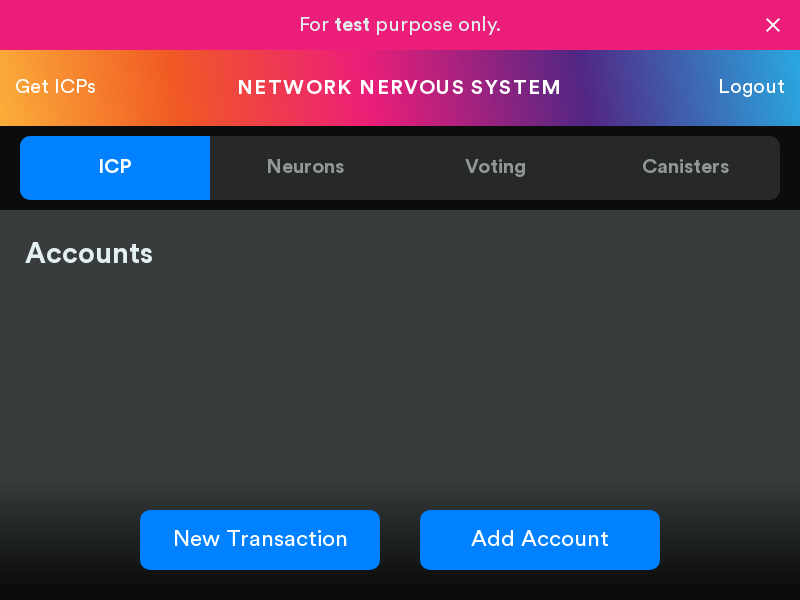 For test purpose only.
Get ICPs
NETWORK NERVOUS SYSTEM
Logout
ICP
Neurons
Voting
Canisters
Accounts
New Transaction
Add Account